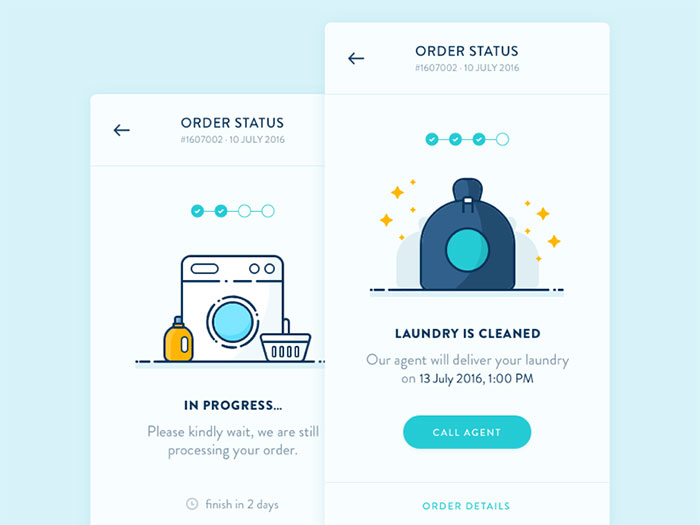 ORDER STATUS
#1607002 · 10 JULY 2016
IN PROGRESS...
Please kindly wait, we are still
processing your order.
finish in 2 days
ORDER STATUS
#1607002 · 10 JULY 2016
LAUNDRY IS CLEANED
Our agent will deliver your laundry
on 13 July 2016, 1:00 PM
CALL AGENT
ORDER DETAILS